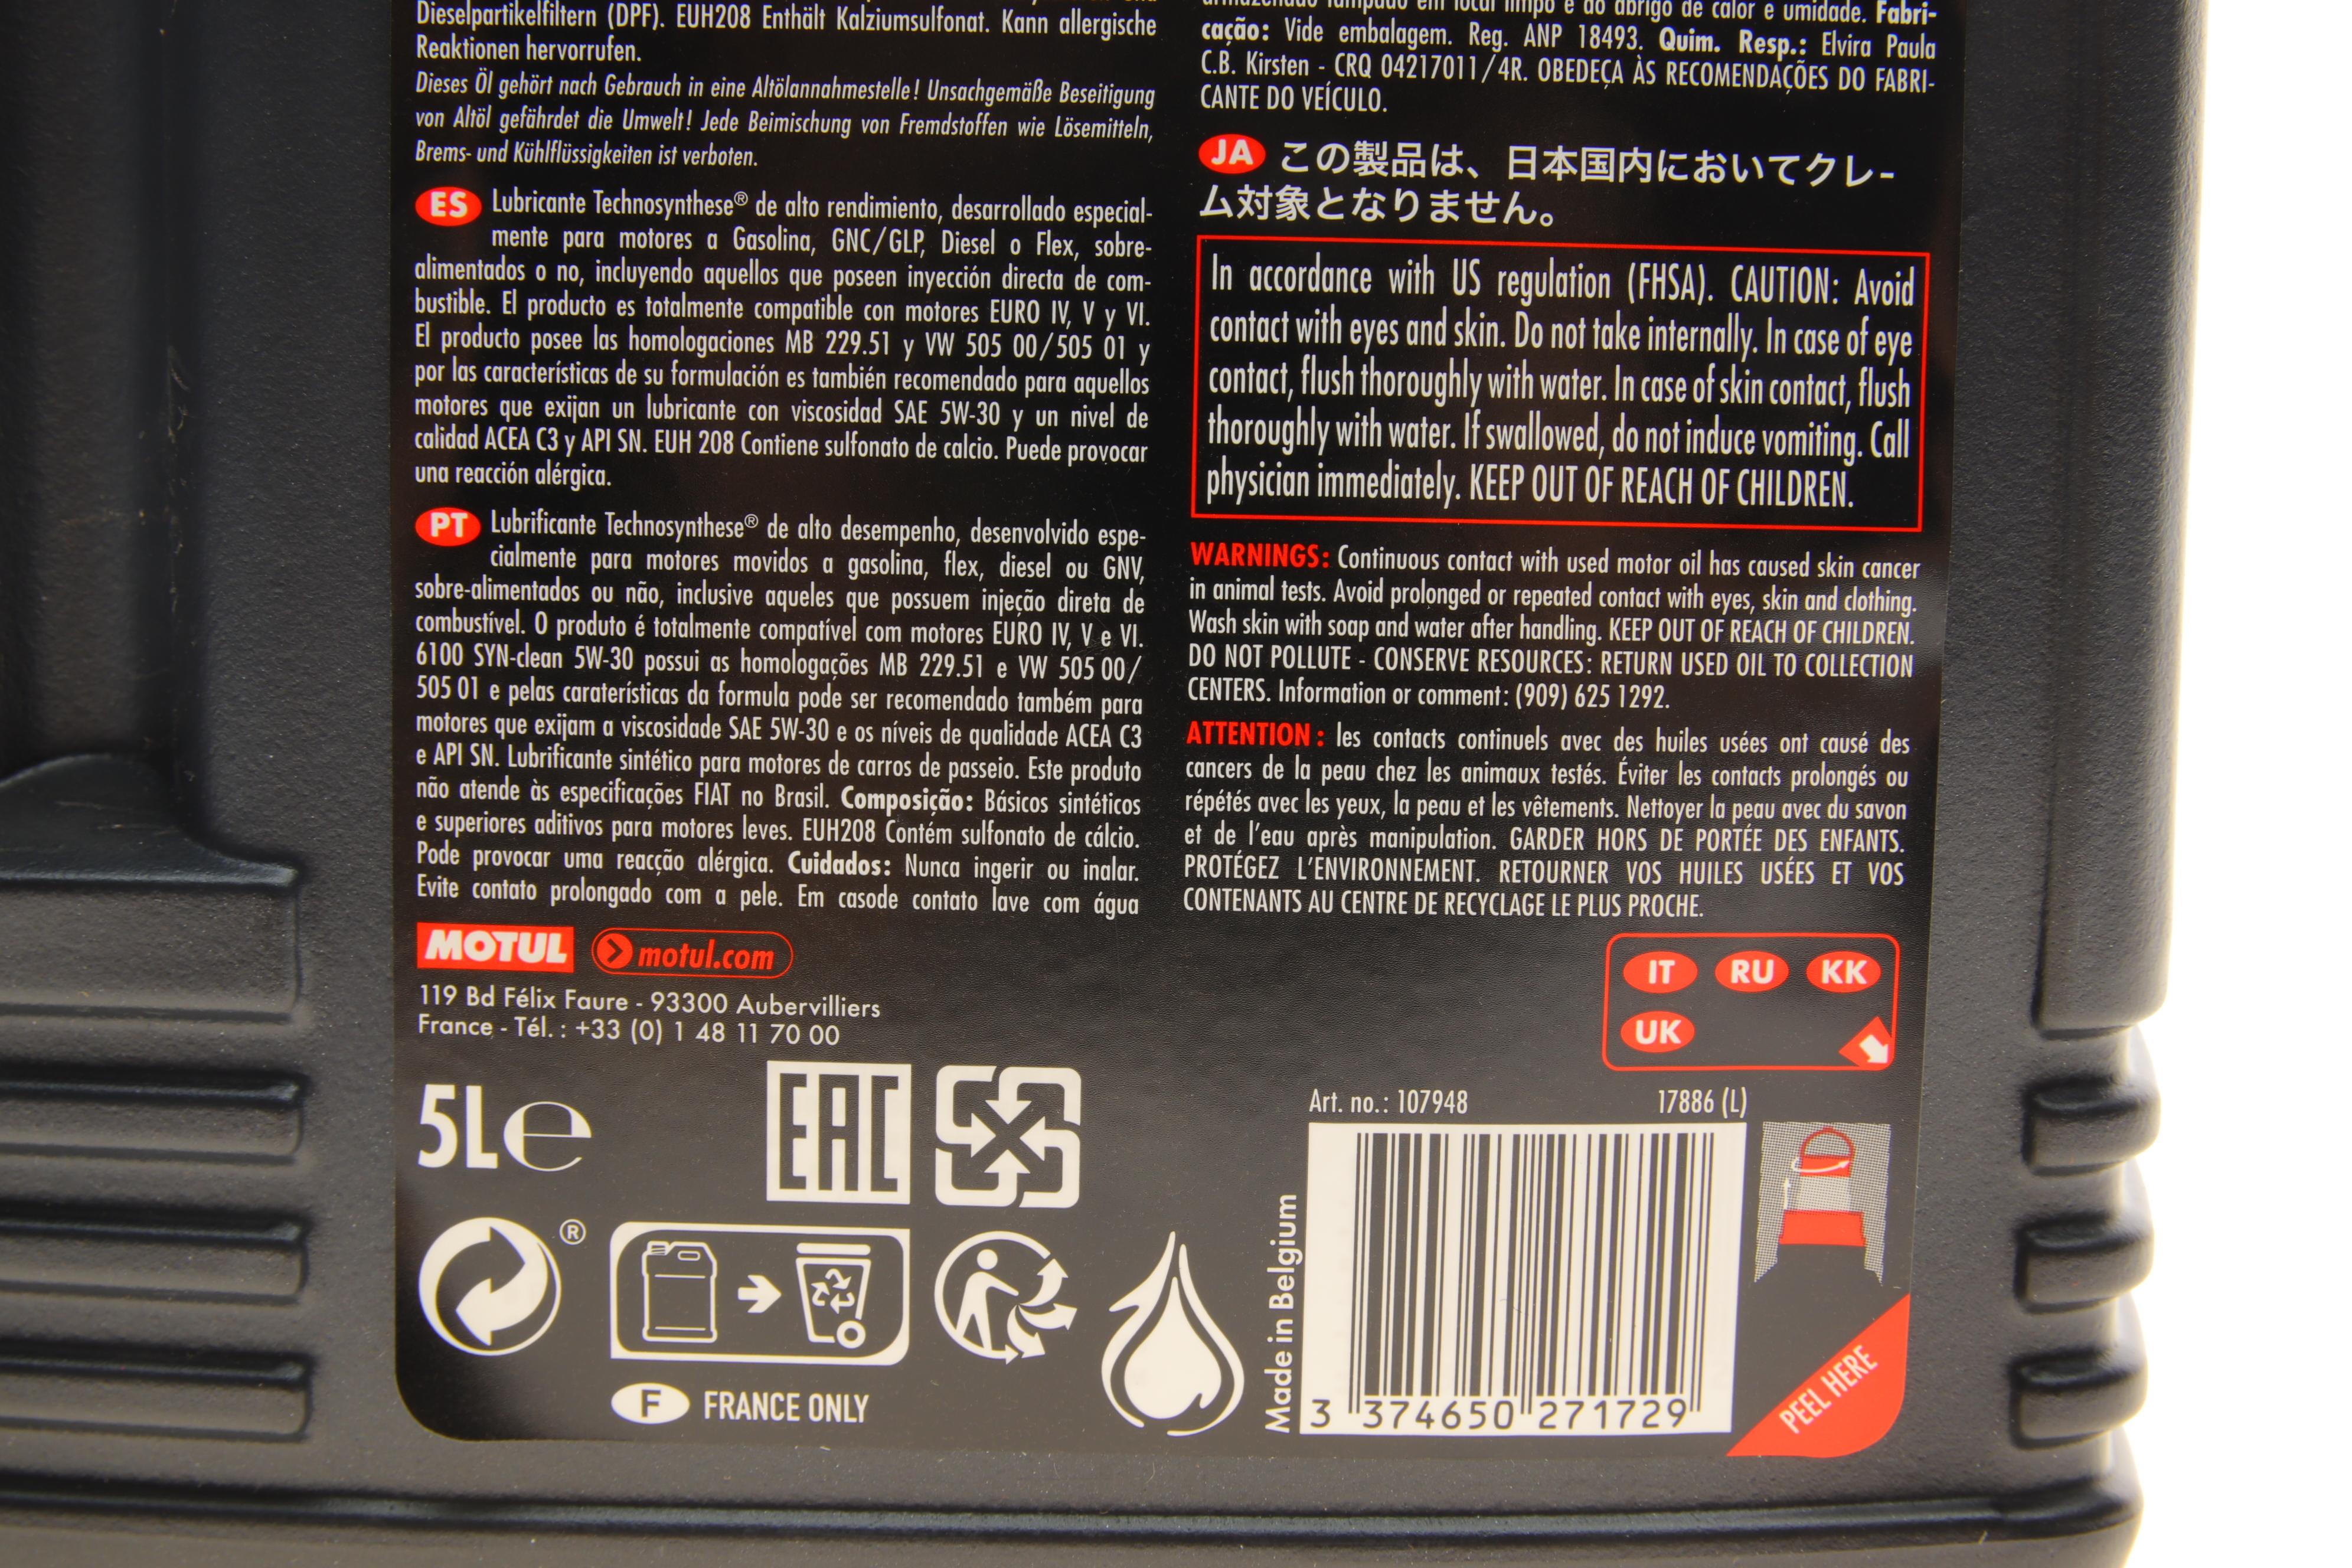 Dieselpartikelfiltern (DPF). EUH208 Enthält Kalziumsulfonat. Kann allergische
Reaktionen hervorrufen.
Dieses Öl gehört nach Gebrauch in eine Altölannahmestelle! Unsachgemäße Beseitigung
von Altöl gefährdet die Umwelt! Jede Beimischung von Fremdstoffen wie Lösemitteln,
Brems- und Kühlflüssigkeiten ist verboten.
ES Lubricante Technosynthese® de alto rendimiento, desarrollado especial-
mente para motores a Gasolina, GNC/GLP, Diesel o Flex, sobre-
alimentados o no, incluyendo aquellos que poseen inyección directa de com-
bustible. El producto es totalmente compatible con motores EURO IV, V y VI.
El producto posee las homologaciones MB 229.51 y VW 505 00/505 01 y
por las características de su formulación es también recomendado para aquellos
motores que exijan un lubricante con viscosidad SAE 5W-30 y un nivel de
calidad ACEA C3 y API SN. EUH 208 Contiene sulfonato de calcio. Puede provocar
una reacción alérgica.
PT Lubrificante Technosynthese® de alto desempenho, desenvolvido espe-
cialmente para motores movidos a gasolina, flex, diesel ou GNV,
sobre-alimentados ou não, inclusive aqueles que possuem injeção direta de
combustível. O produto é totalmente compatível com motores EURO IV, V e VI.
6100 SYN-clean 5W-30 possui as homologações MB 229.51 e VW 505 00/
505 01 e pelas caraterísticas da formula pode ser recomendado também para
motores que exijam a viscosidade SAE 5W-30 e os níveis de qualidade ACEA C3
e API SN. Lubrificante sintético para motores de carros de passeio. Este produto
não atende às especificações FIAT no Brasil. Composição: Básicos sintéticos
e superiores aditivos para motores leves. EUH208 Contém sulfonato de cálcio.
Pode provocar uma reacção alérgica. Cuidados: Nunca ingerir ou inalar.
Evite contato prolongado com a pele. Em casode contato lave com água
armazenado tampado em local limpo e ao abrigo de calor e umidade. Fabri-
cação: Vide embalagem. Reg. ANP 18493. Quim. Resp.: Elvira Paula
C.B. Kirsten - CRQ 04217011/4R. OBEDEÇA ÀS RECOMENDAÇÕES DO FABRI-
CANTE DO VEÍCULO.
JA この製品は、日本国内においてクレー
ム対象となりません。
In accordance with US regulation (FHSA). CAUTION: Avoid
contact with eyes and skin. Do not take internally. In case of eye
contact, flush thoroughly with water. In case of skin contact, flush
thoroughly with water. If swallowed, do not induce vomiting. Call
physician immediately. KEEP OUT OF REACH OF CHILDREN.
WARNINGS: Continuous contact with used motor oil has caused skin cancer
in animal tests. Avoid prolonged or repeated contact with eyes, skin and clothing.
Wash skin with soap and water after handling. KEEP OUT OF REACH OF CHILDREN.
DO NOT POLLUTE - CONSERVE RESOURCES: RETURN USED OIL TO COLLECTION
CENTERS. Information or comment: (909) 625 1292.
ATTENTION : les contacts continuels avec des huiles usées ont causé des
cancers de la peau chez les animaux testés. Éviter les contacts prolongés ou
répétés avec les yeux, la peau et les vêtements. Nettoyer la peau avec du savon
et de l'eau après manipulation. GARDER HORS DE PORTÉE DES ENFANTS.
PROTÉGEZ L'ENVIRONNEMENT. RETOURNER VOS HUILES USÉES ET VOS
CONTENANTS AU CENTRE DE RECYCLAGE LE PLUS PROCHE.
MOTUL motul.com
119 Bd Félix Faure - 93300 Aubervilliers
France - Tél. : +33 (0) 1 48 11 70 00
IT RU KK
UK
5L e
EAC
®
F FRANCE ONLY
Art. no.: 107948 17886 (L)
Made in Belgium
3 374650 271729
PEEL HERE